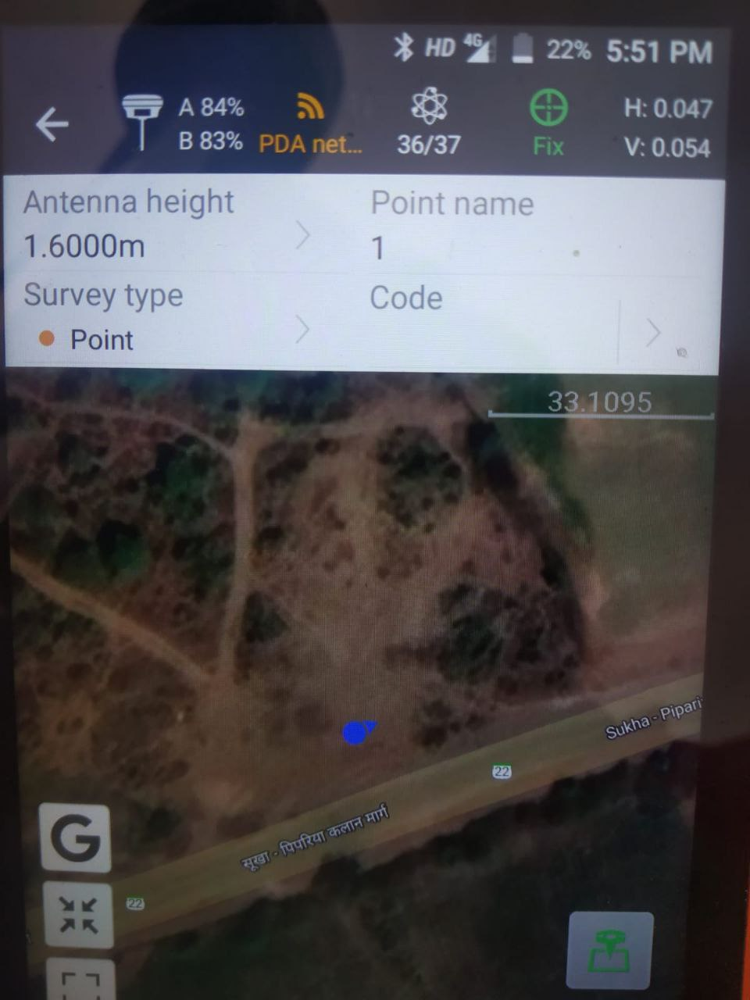 HD 4G 22% 5:51 PM
A 84%
B 83%
PDA net...
36/37
Fix
H: 0.047
V: 0.054
Antenna height
1.6000m
Point name
1
Survey type
Point
Code
33.1095
Sukha - Pipari
22
सूखा - पिपरिया कलान मार्ग
22
G